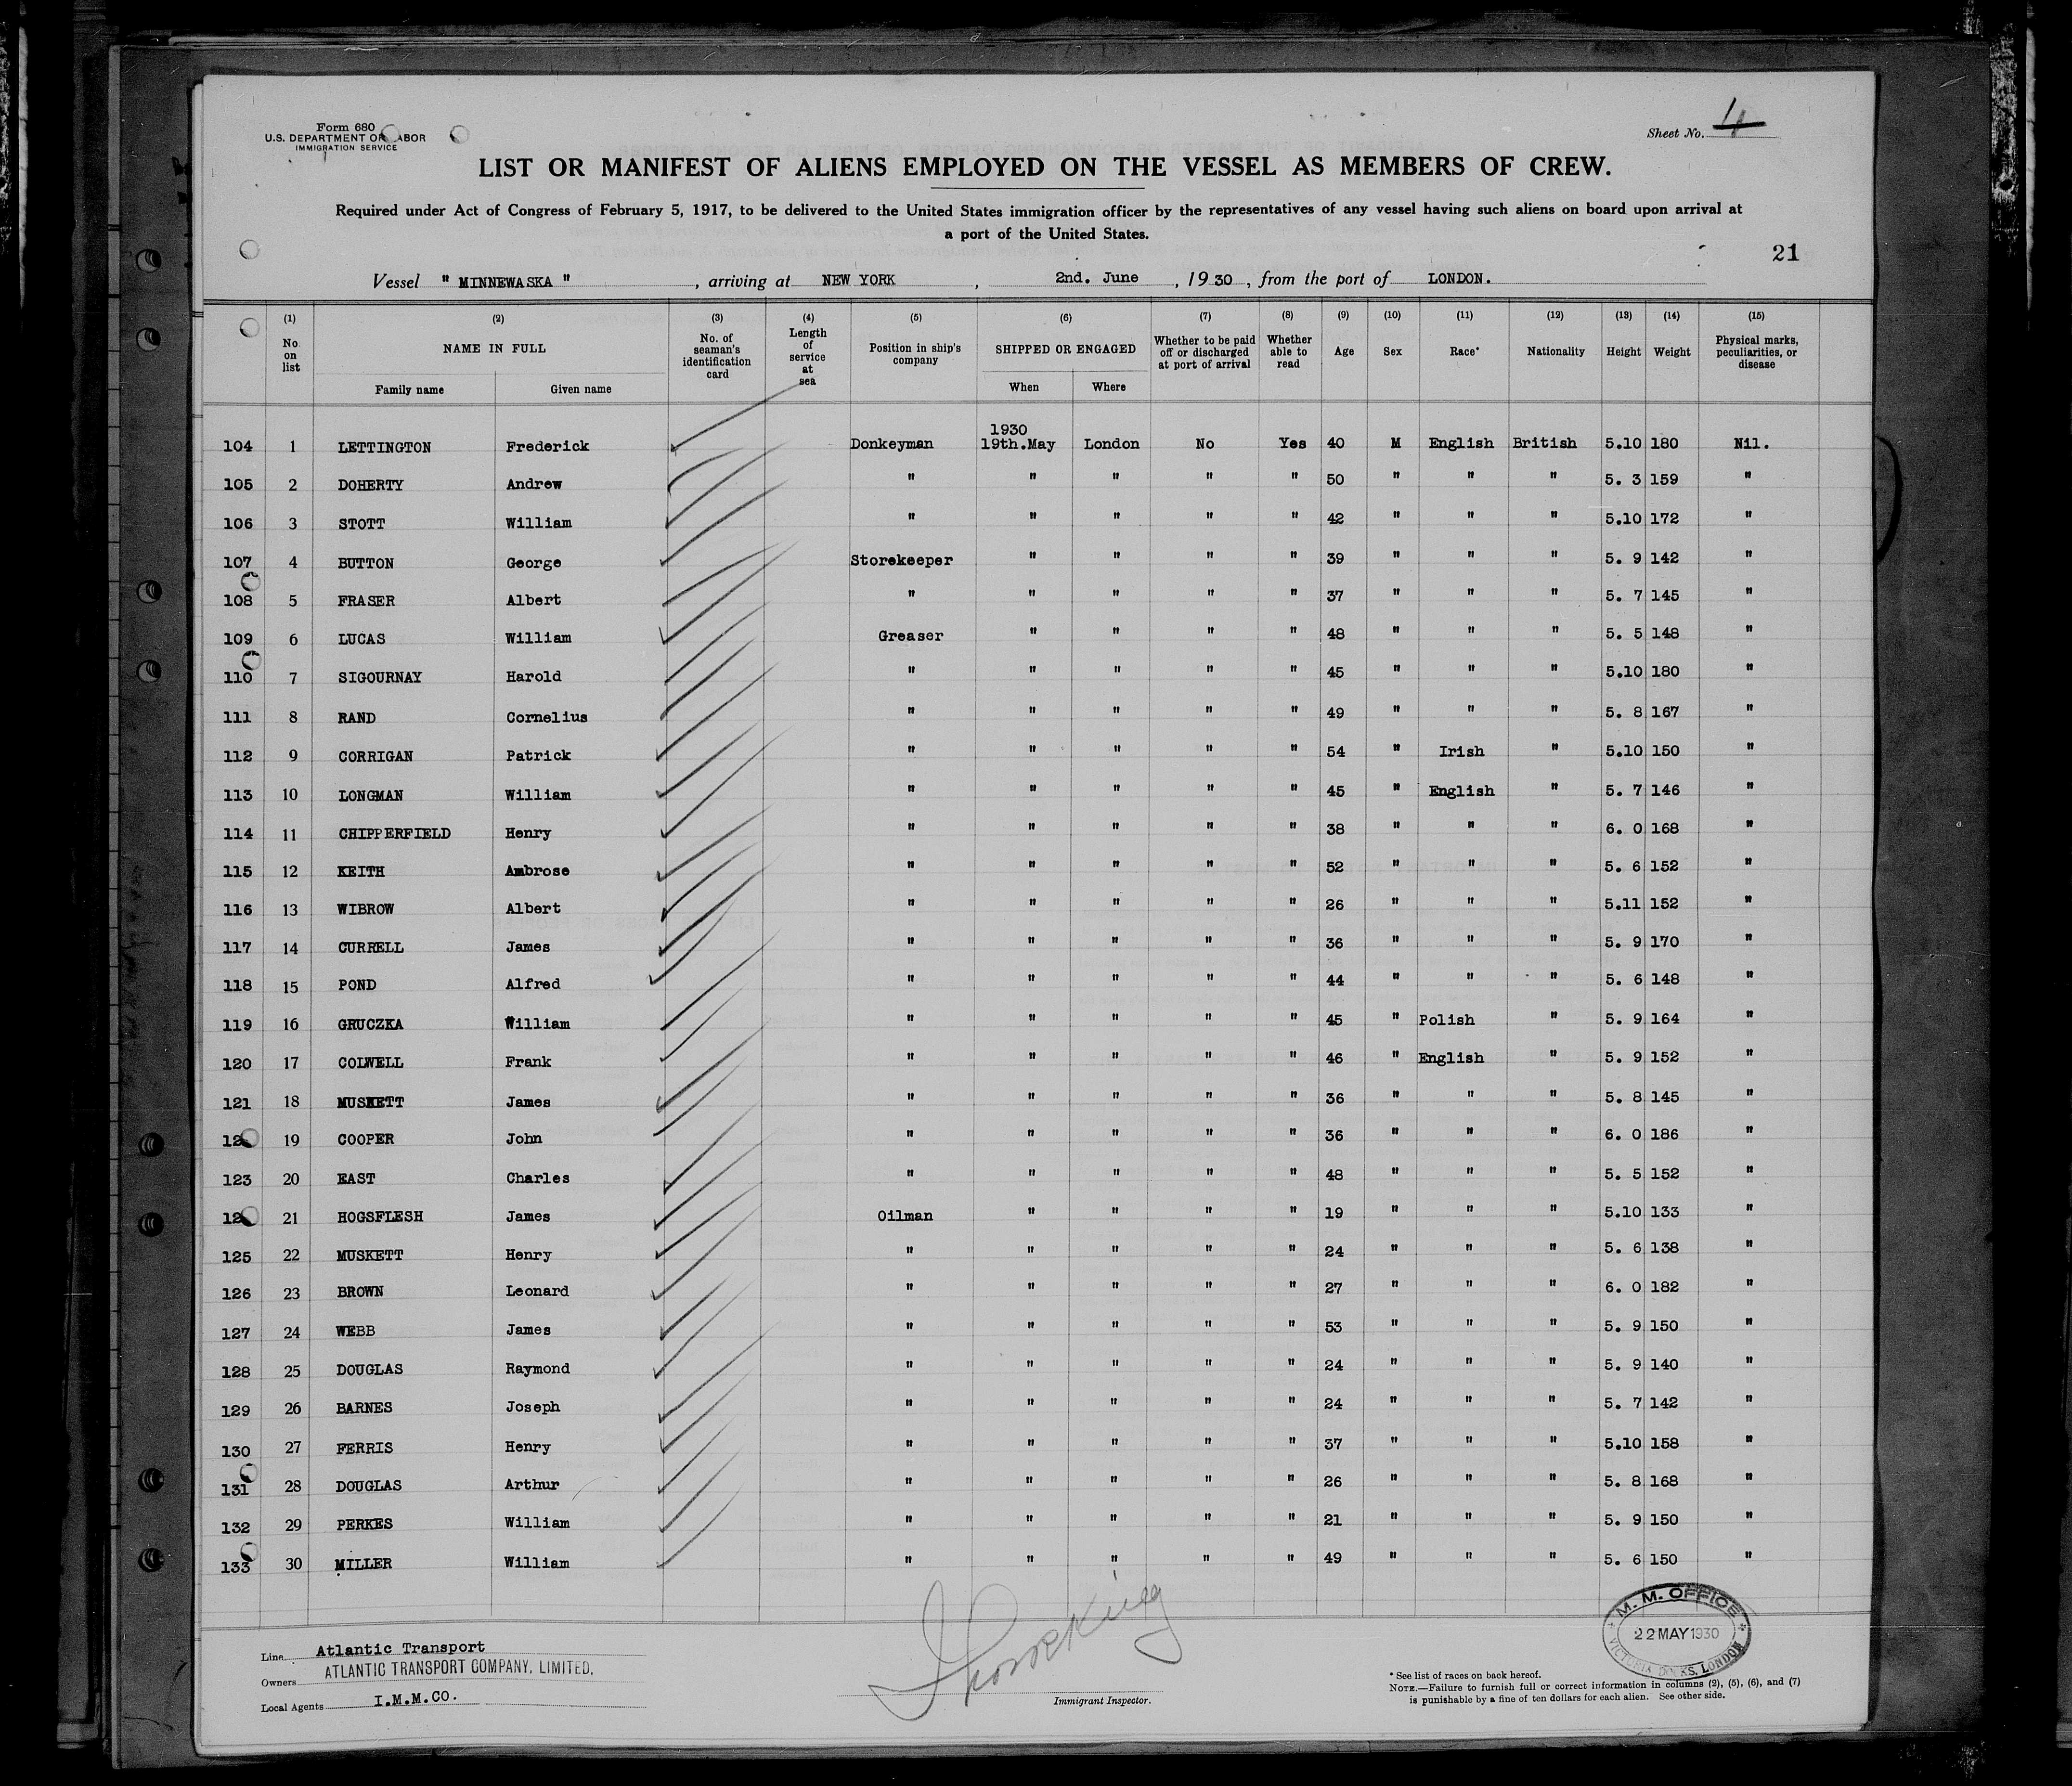 Form 680
U.S. DEPARTMENT OF LABOR
IMMIGRATION SERVICE
Sheet No. 4
LIST OR MANIFEST OF ALIENS EMPLOYED ON THE VESSEL AS MEMBERS OF CREW.
Required under Act of Congress of February 5, 1917, to be delivered to the United States immigration officer by the representatives of any vessel having such aliens on board upon arrival at
a port of the United States.
21
Vessel " MINNEWASKA " , arriving at NEW YORK , 2nd. June , 1930 , from the port of LONDON.
(1) (2) (3) (4) (5) (6) (7) (8) (9) (10) (11) (12) (13) (14) (15)
No on list NAME IN FULL No. of seaman's identification card Length of service at sea Position in ship's company SHIPPED OR ENGAGED Whether to be paid off or discharged at port of arrival Whether able to read Age Sex Race* Nationality Height Weight Physical marks, peculiarities, or disease
Family name Given name When Where
1930
104 1 LETTINGTON Frederick Donkeyman 19th.May London No Yes 40 M English British 5.10 180 Nil.
105 2 DOHERTY Andrew " " " " " 50 " " " 5. 3 159 "
106 3 STOTT William " " " " " 42 " " " 5.10 172 "
107 4 BUTTON George Storekeeper " " " " 39 " " " 5. 9 142 "
108 5 FRASER Albert " " " " " 37 " " " 5. 7 145 "
109 6 LUCAS William Greaser " " " " 48 " " " 5. 5 148 "
110 7 SIGOURNAY Harold " " " " " 45 " " " 5.10 180 "
111 8 RAND Cornelius " " " " " 49 " " " 5. 8 167 "
112 9 CORRIGAN Patrick " " " " " 54 " Irish " 5.10 150 "
113 10 LONGMAN William " " " " " 45 " English " 5. 7 146 "
114 11 CHIPPERFIELD Henry " " " " " 38 " " " 6. 0 168 "
115 12 KEITH Ambrose " " " " " 52 " " " 5. 6 152 "
116 13 WIBROW Albert " " " " " 26 " " " 5.11 152 "
117 14 CURRELL James " " " " " 36 " " " 5. 9 170 "
118 15 POND Alfred " " " " " 44 " " " 5. 6 148 "
119 16 GRUCZKA William " " " " " 45 " Polish " 5. 9 164 "
120 17 COLWELL Frank " " " " " 46 " English " 5. 9 152 "
121 18 MUSKETT James " " " " " 36 " " " 5. 8 145 "
12 19 COOPER John " " " " " 36 " " " 6. 0 186 "
123 20 EAST Charles " " " " " 48 " " " 5. 5 152 "
12 21 HOGSFLESH James Oilman " " " " 19 " " " 5.10 133 "
125 22 MUSKETT Henry " " " " " 24 " " " 5. 6 138 "
126 23 BROWN Leonard " " " " " 27 " " " 6. 0 182 "
127 24 WEBB James " " " " " 53 " " " 5. 9 150 "
128 25 DOUGLAS Raymond " " " " " 24 " " " 5. 9 140 "
129 26 BARNES Joseph " " " " " 24 " " " 5. 7 142 "
130 27 FERRIS Henry " " " " " 37 " " " 5.10 158 "
131 28 DOUGLAS Arthur " " " " " 26 " " " 5. 8 168 "
132 29 PERKES William " " " " " 21 " " " 5. 9 150 "
133 30 MILLER William " " " " " 49 " " " 5. 6 150 "
M. M. OFFICE
22 MAY 1930
VICTORIA DOCKS, LONDON
Line Atlantic Transport
Owners ATLANTIC TRANSPORT COMPANY, LIMITED,
Local Agents I.M.M.CO.
Immigrant Inspector.
* See list of races on back hereof.
NOTE.—Failure to furnish full or correct information in columns (2), (5), (6), and (7)
is punishable by a fine of ten dollars for each alien. See other side.